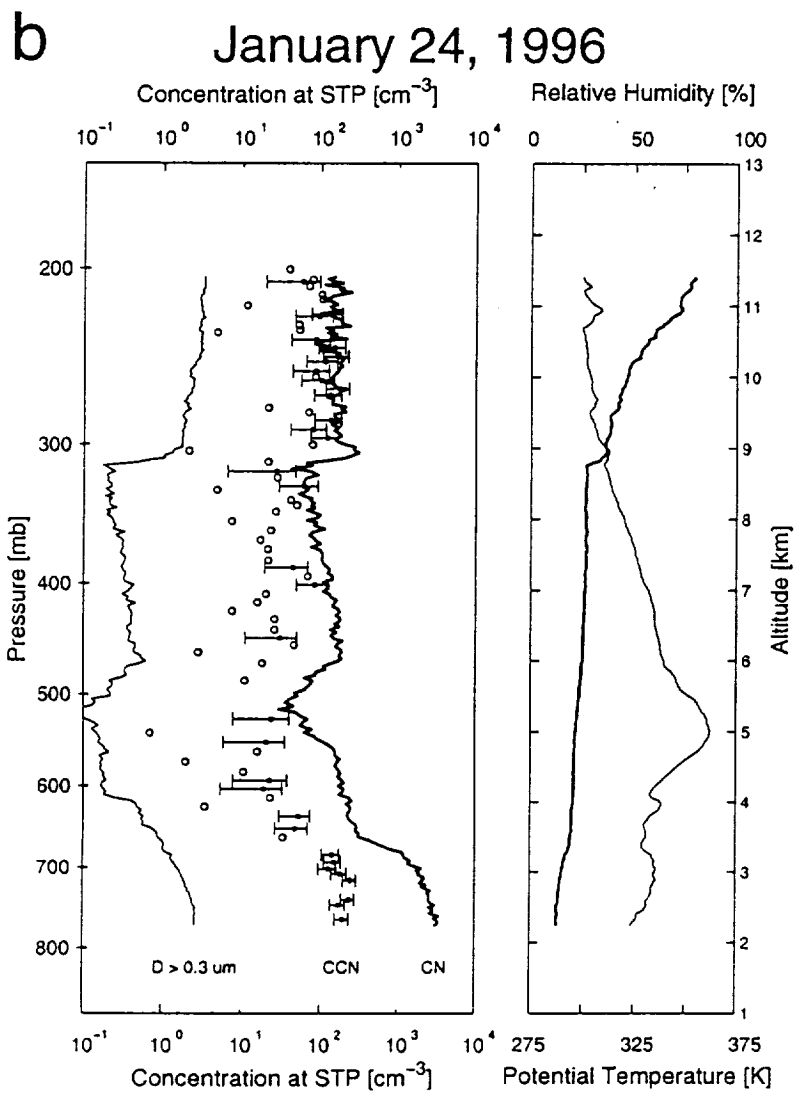 b
January 24, 1996
Concentration at STP [cm⁻³]
Relative Humidity [%]
10⁻¹ 10⁰ 10¹ 10² 10³ 10⁴
0 50 100
13
12
200
11
10
300
9
8
Pressure [mb]
Altitude [km]
400
7
6
500
5
600
4
700
3
800
2
D > 0.3 um CCN CN
1
10⁻¹ 10⁰ 10¹ 10² 10³ 10⁴
275 325 375
Concentration at STP [cm⁻³]
Potential Temperature [K]